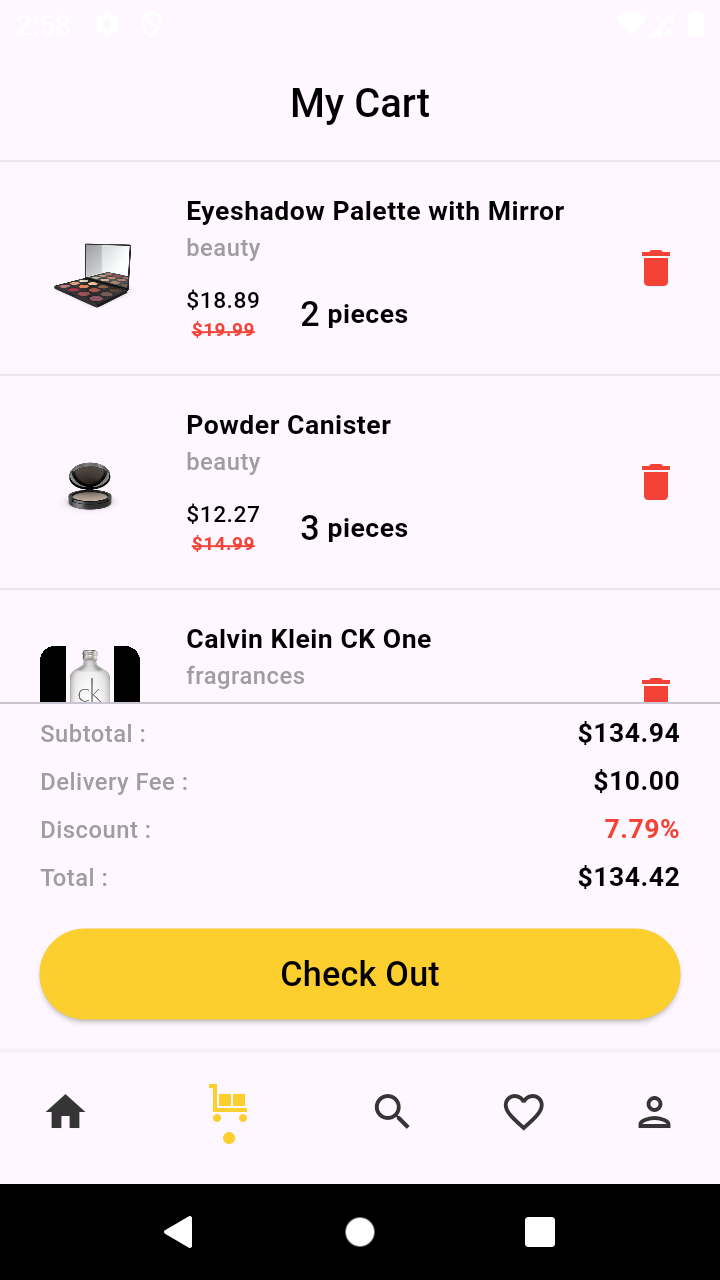 2:58
My Cart
Eyeshadow Palette with Mirror
beauty
$18.89
$19.99
2 pieces
Powder Canister
beauty
$12.27
$14.99
3 pieces
Calvin Klein CK One
fragrances
ck
Subtotal :
$134.94
Delivery Fee :
$10.00
Discount :
7.79%
Total :
$134.42
Check Out